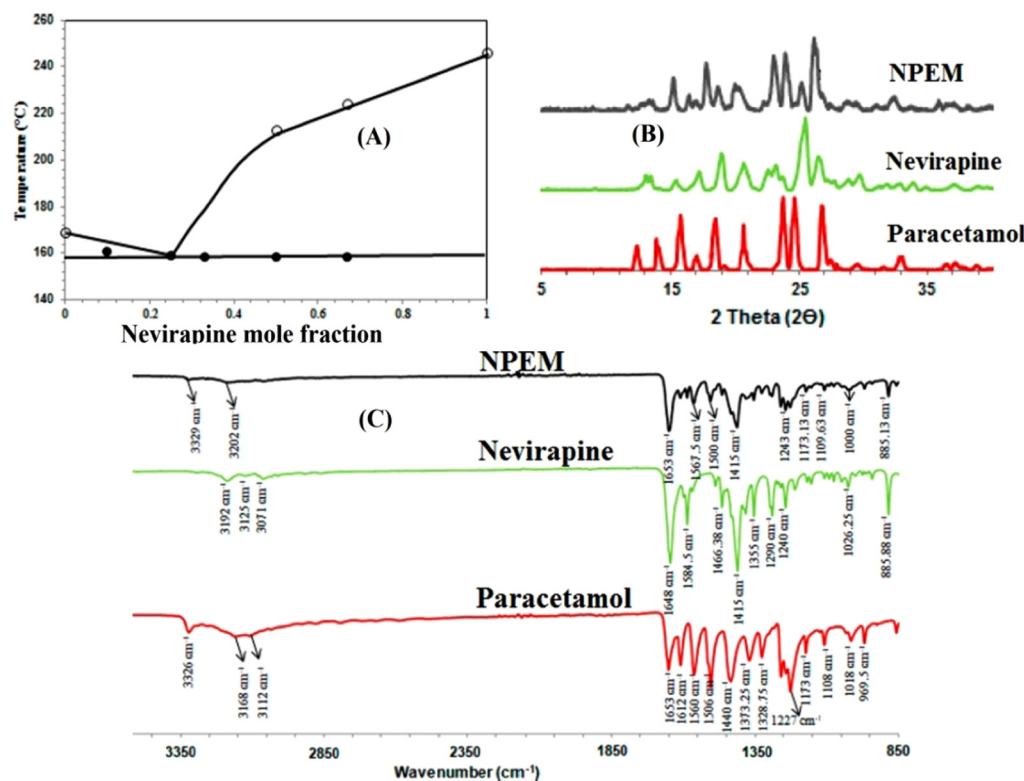 260
240
220
200
180
160
140
Temperature (°C)
0
0.2
0.4
0.6
0.8
1
Nevirapine mole fraction
(A)
NPEM
(B)
Nevirapine
Paracetamol
5
15
25
35
2 Theta (2Θ)
NPEM
(C)
3329 cm⁻¹
3202 cm⁻¹
1653 cm⁻¹
1567.5 cm⁻¹
1500 cm⁻¹
1415 cm⁻¹
1243 cm⁻¹
1173.13 cm⁻¹
1109.63 cm⁻¹
1000 cm⁻¹
885.13 cm⁻¹
Nevirapine
3192 cm⁻¹
3125 cm⁻¹
3071 cm⁻¹
1648 cm⁻¹
1584.5 cm⁻¹
1466.38 cm⁻¹
1415 cm⁻¹
1355 cm⁻¹
1290 cm⁻¹
1240 cm⁻¹
1026.25 cm⁻¹
885.88 cm⁻¹
Paracetamol
3326 cm⁻¹
3168 cm⁻¹
3112 cm⁻¹
1653 cm⁻¹
1612 cm⁻¹
1560 cm⁻¹
1506 cm⁻¹
1440 cm⁻¹
1373.25 cm⁻¹
1328.75 cm⁻¹
1227 cm⁻¹
1173 cm⁻¹
1108 cm⁻¹
1018 cm⁻¹
969.5 cm⁻¹
3350
2850
2350
1850
1350
850
Wavenumber (cm⁻¹)